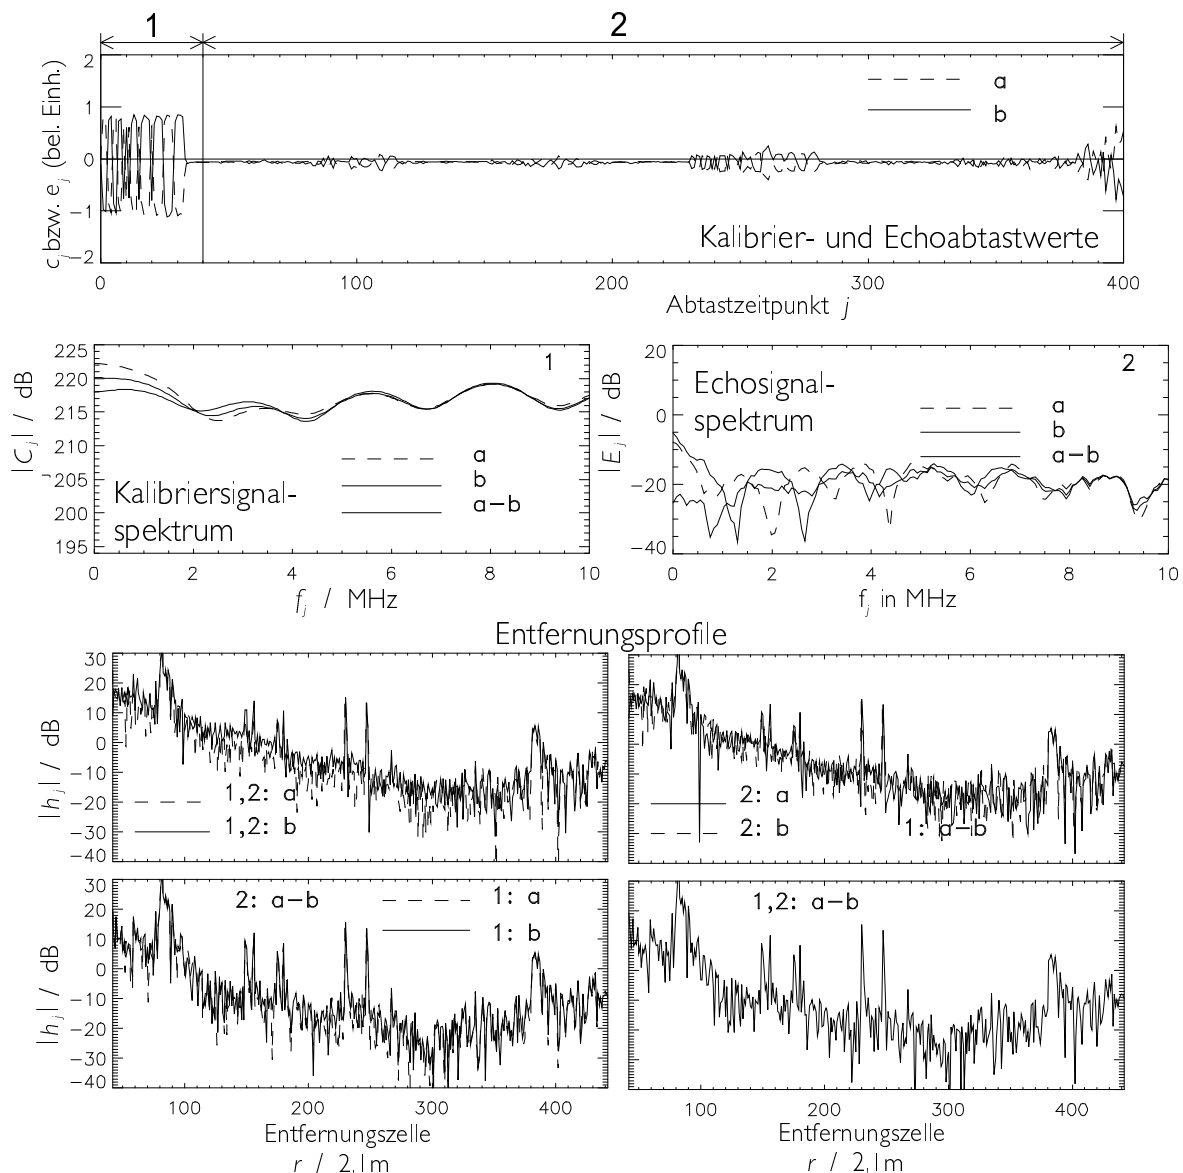 1 2
2
1
0
−1
−2
c_j bzw. e_j (bel. Einh.)
a
b
Kalibrier- und Echoabtastwerte
0 100 200 300 400
Abtastzeitpunkt j
225
220
215
210
205
200
195
|C_j| / dB
1
a
b
a−b
Kalibriersignal-
spektrum
0 2 4 6 8 10
f_j / MHz
20
0
−20
−40
|E_j| / dB
2
Echosignal-
spektrum
a
b
a−b
0 2 4 6 8 10
f_j in MHz
Entfernungsprofile
30
20
10
0
−10
−20
−30
−40
|h_j| / dB
1,2: a
1,2: b
2: a
2: b
1: a−b
30
20
10
0
−10
−20
−30
−40
|h_j| / dB
2: a−b
1: a
1: b
1,2: a−b
100 200 300 400
Entfernungszelle
r / 2,1m
100 200 300 400
Entfernungszelle
r / 2,1m